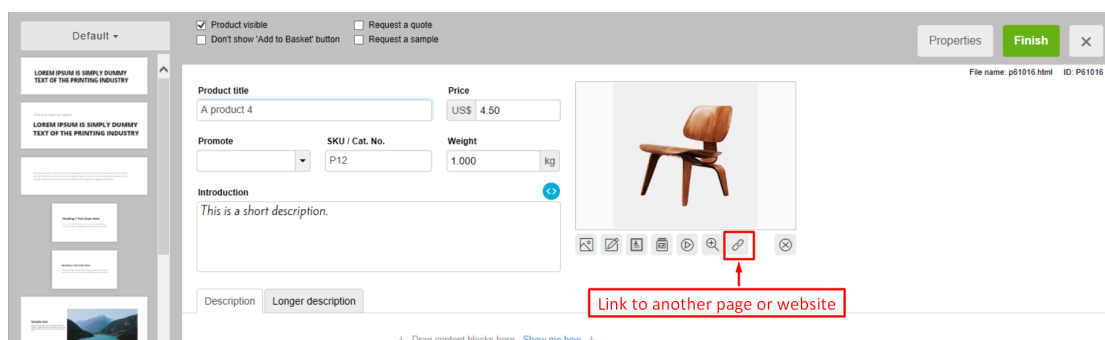 Default
Product visible
Request a quote
Don't show 'Add to Basket' button
Request a sample
Properties
Finish
File name: p61016.html ID: P61016
LOREM IPSUM IS SIMPLY DUMMY
TEXT OF THE PRINTING INDUSTRY
LOREM IPSUM IS SIMPLY DUMMY
TEXT OF THE PRINTING INDUSTRY
Product title
Price
A product 4
US$ 4.50
Promote
SKU / Cat. No.
Weight
P12
1.000 kg
Introduction
This is a short description.
Link to another page or website
Description
Longer description
Drag content blocks here Show me how
Sample text